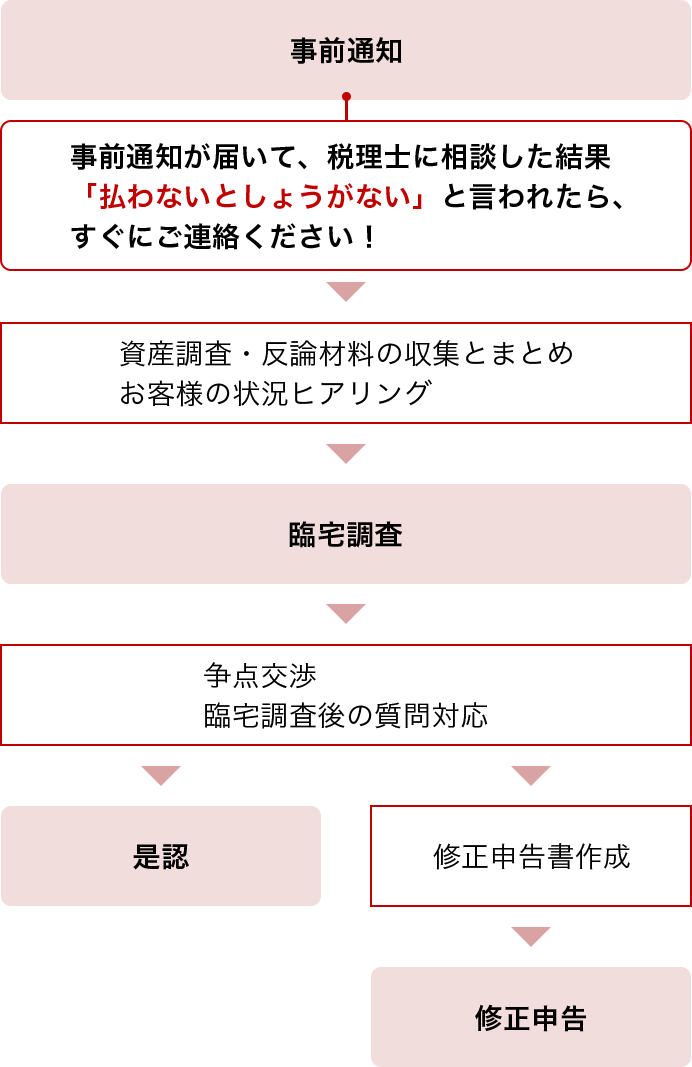 事前通知
事前通知が届いて、税理士に相談した結果
「払わないとしょうがない」と言われたら、
すぐにご連絡ください！
資産調査・反論材料の収集とまとめ
お客様の状況ヒアリング
臨宅調査
争点交渉
臨宅調査後の質問対応
是認
修正申告書作成
修正申告